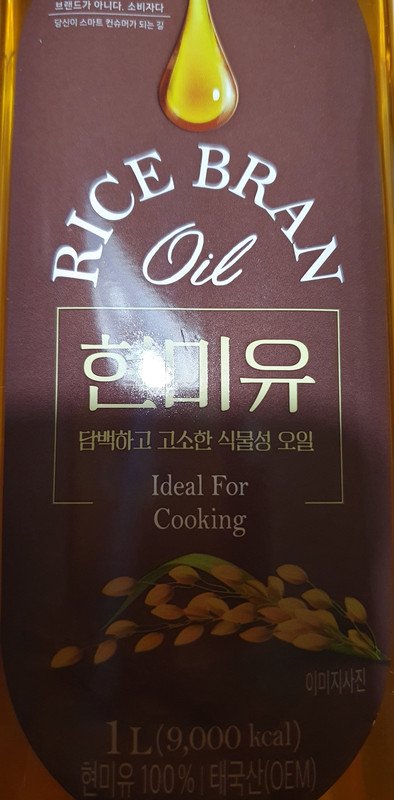 브랜드가 아니다. 소비자다
당신이 스마트 컨슈머가 되는 길
RICE BRAN
Oil
현미유
담백하고 고소한 식물성 오일
Ideal For
Cooking
이미지사진
1L(9,000 kcal)
현미유 100% | 태국산(OEM)